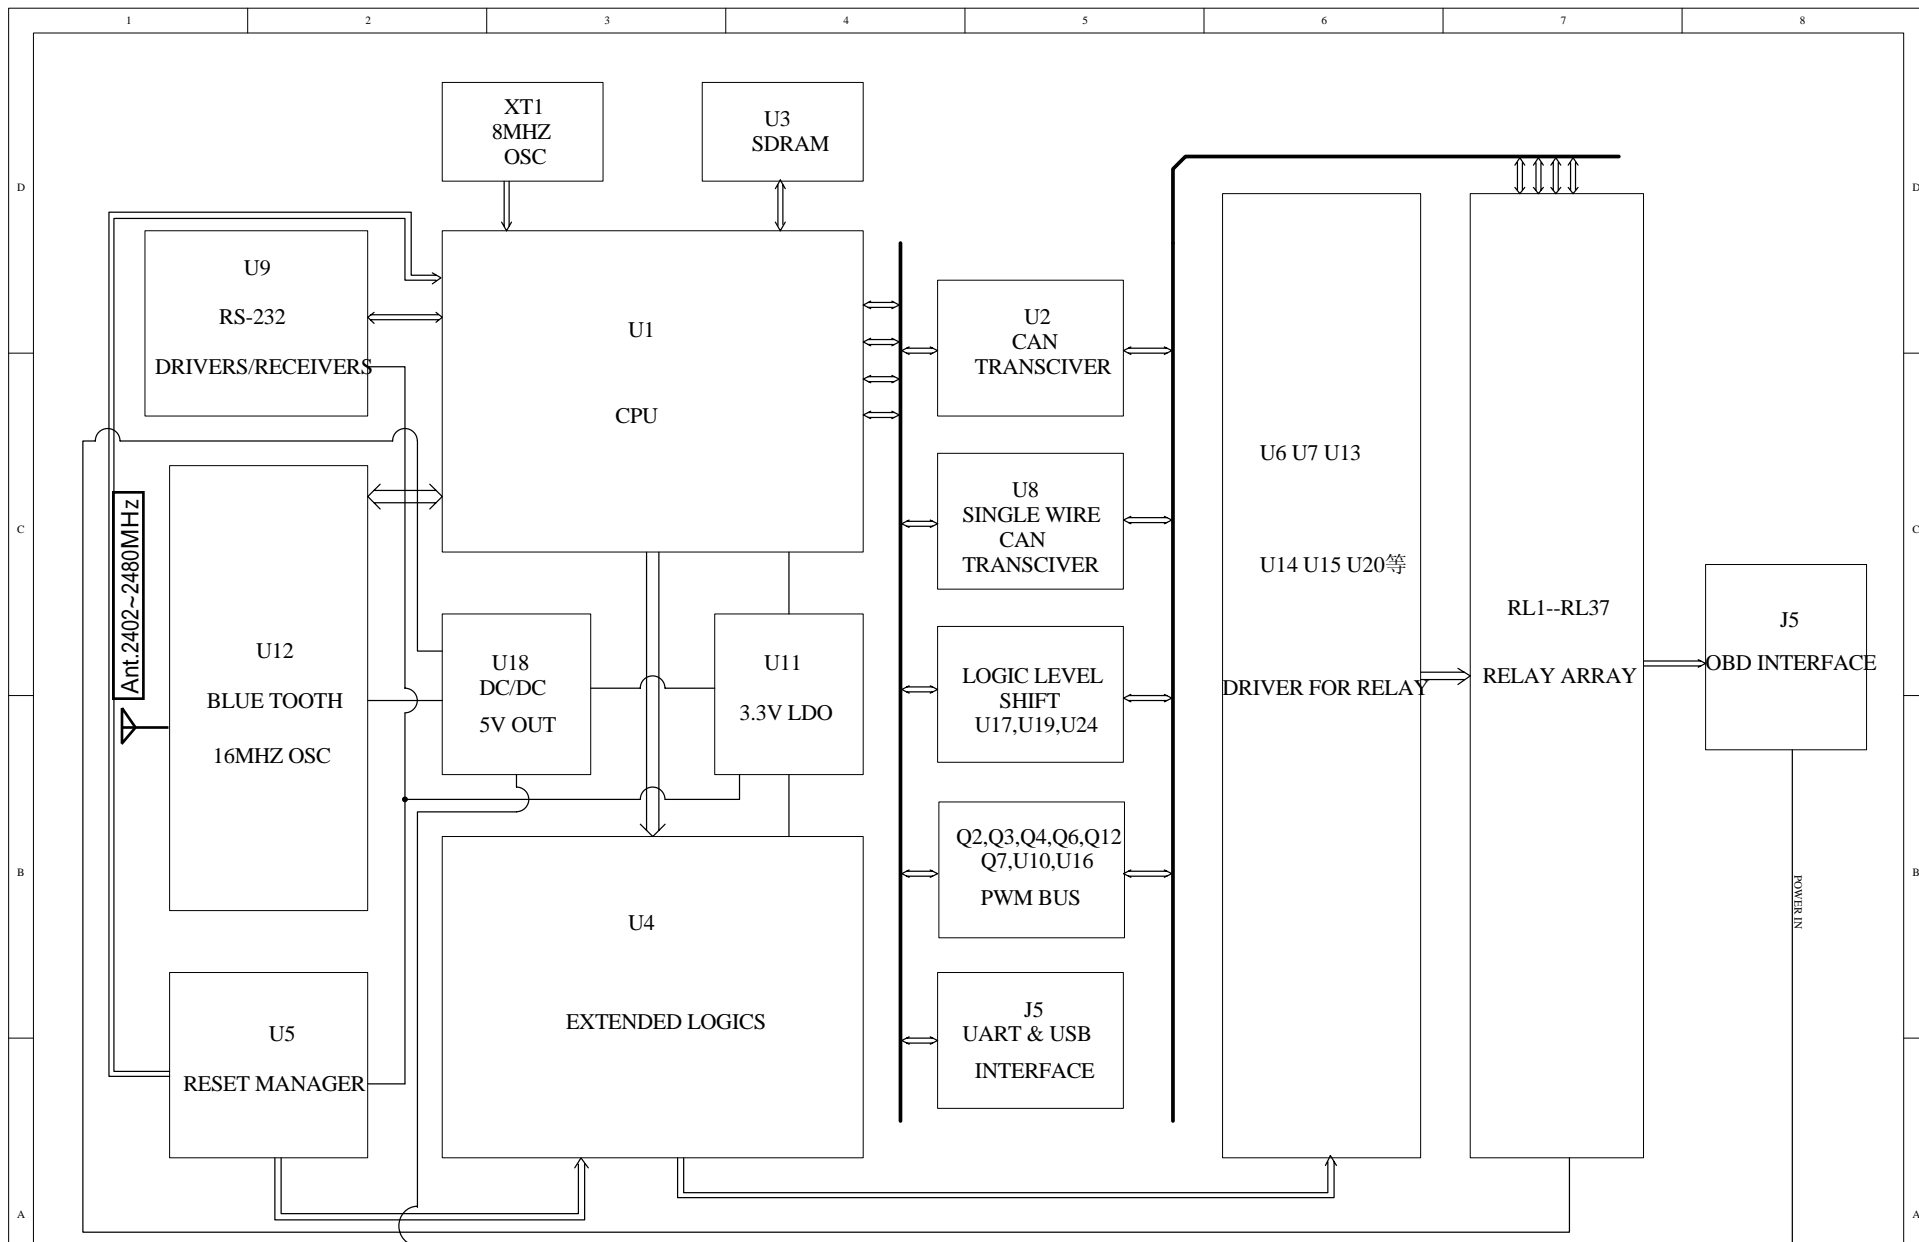 1 2 3 4 5 6 7 8
D
D
C
C
B
B
A
A
XT1
8MHZ
OSC
U3
SDRAM
U9
RS-232
DRIVERS/RECEIVERS
U1
CPU
U2
CAN
TRANSCIVER
U8
SINGLE WIRE
CAN
TRANSCIVER
U6 U7 U13
U14 U15 U20等
DRIVER FOR RELAY
RL1--RL37
RELAY ARRAY
J5
OBD INTERFACE
Ant.2402~2480MHz
U12
BLUE TOOTH
16MHZ OSC
U18
DC/DC
5V OUT
U11
3.3V LDO
LOGIC LEVEL
SHIFT
U17,U19,U24
Q2,Q3,Q4,Q6,Q12
Q7,U10,U16
PWM BUS
POWER IN
U4
EXTENDED LOGICS
U5
RESET MANAGER
J5
UART & USB
INTERFACE